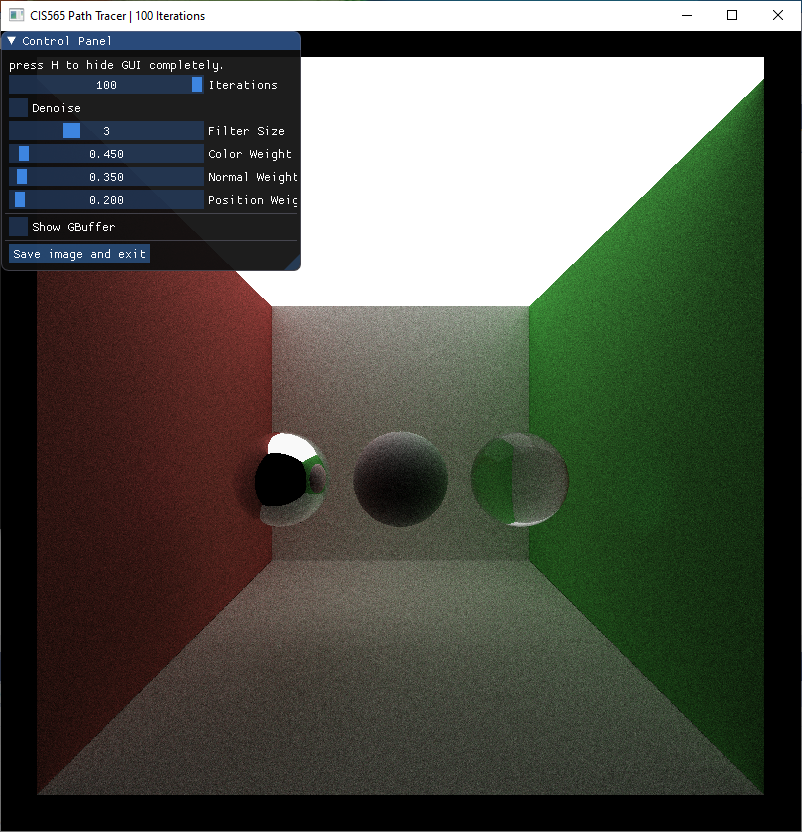 CIS565 Path Tracer | 100 Iterations
Control Panel
press H to hide GUI completely.
100 Iterations
Denoise
3 Filter Size
0.450 Color Weight
0.350 Normal Weight
0.200 Position Weig
Show GBuffer
Save image and exit